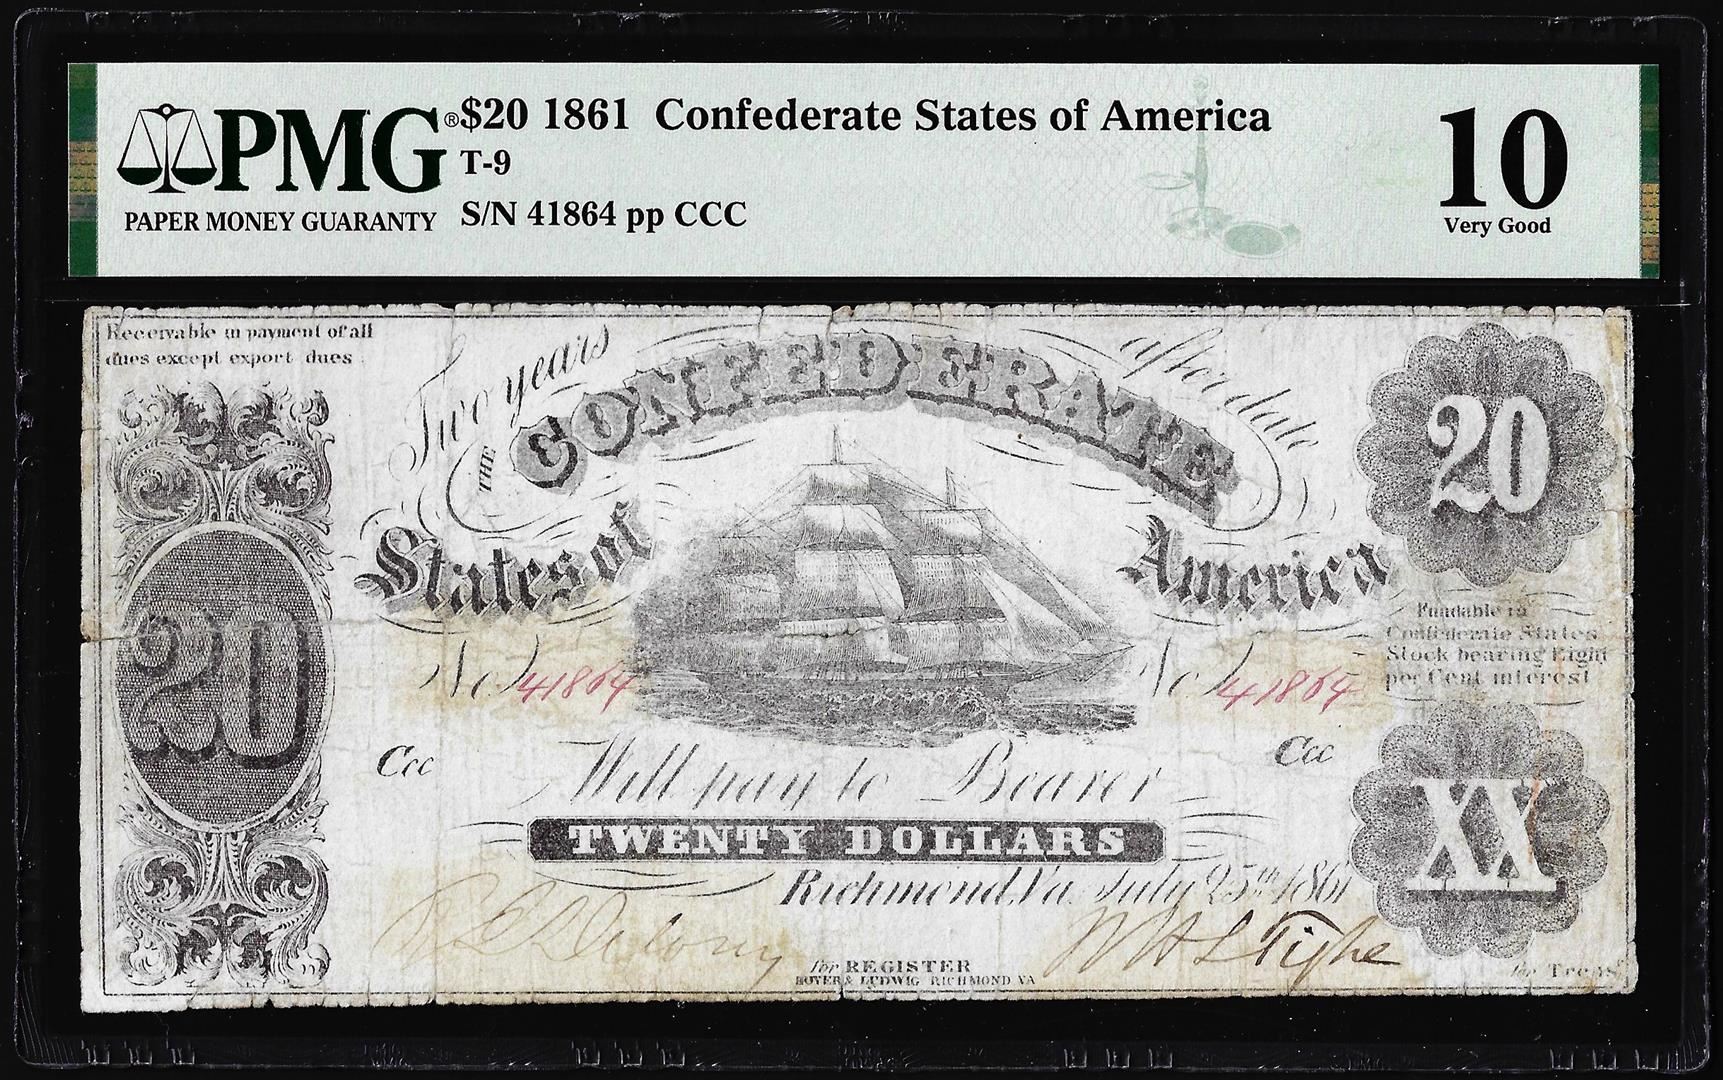 PMG® $20 1861 Confederate States of America
T-9
PAPER MONEY GUARANTY S/N 41864 pp CCC
10
Very Good
Receivable in payment of all
dues except export dues
Two years after date
THE CONFEDERATE
States of America
20
20
Fundable in
Confederate States
Stock bearing Eight
per Cent interest
No 41864 No 41864
Ccc Ccc
Will pay to Bearer
TWENTY DOLLARS
XX
Richmond, Va. July 25th 1861
W H S Tighe
for REGISTER
HOYER & LUDWIG RICHMOND VA
for Treas